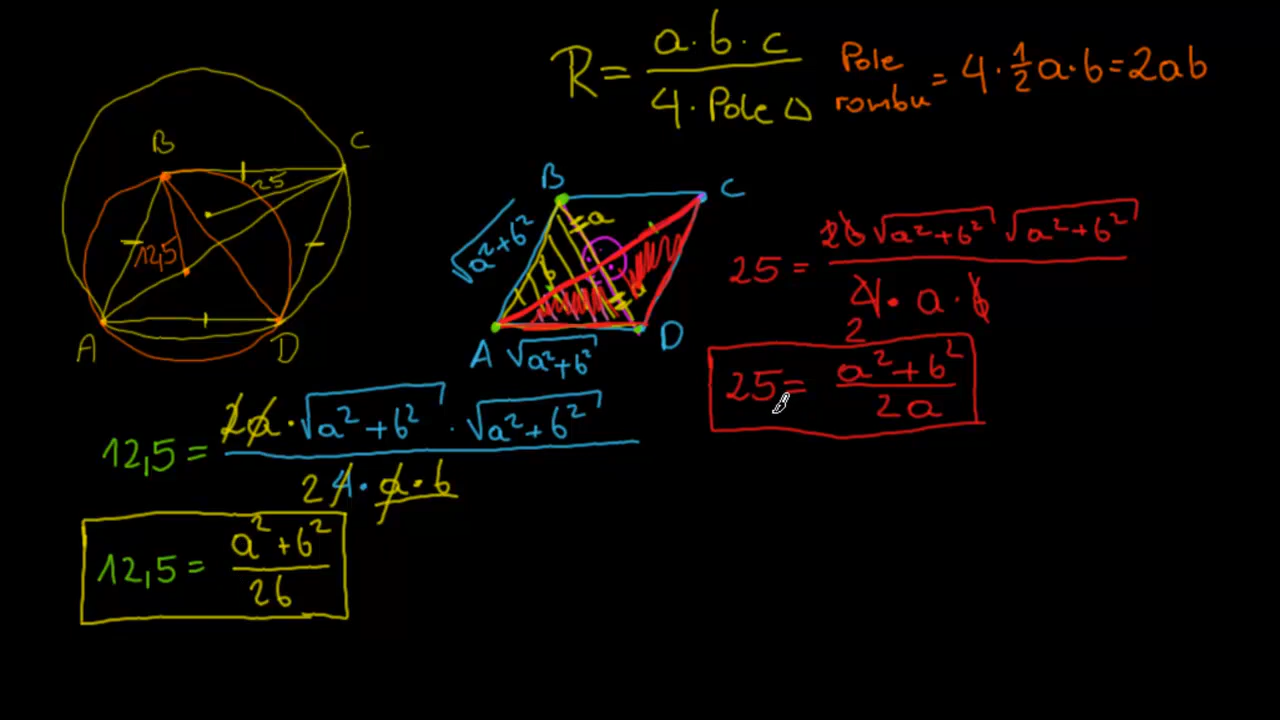 R = a·b·c / 4·Pole △
Pole rombu = 4·½a·b=2ab
B
C
25
12,5
A
D
B
C
√a²+b²
a
b
a
A
√a²+b²
D
25 = 2b √a²+b² √a²+b² / 4·a·b
2
25 = a²+b² / 2a
12,5 = 2a·√a²+b² · √a²+b² / 2 4·a·b
12,5 = a²+b² / 2b